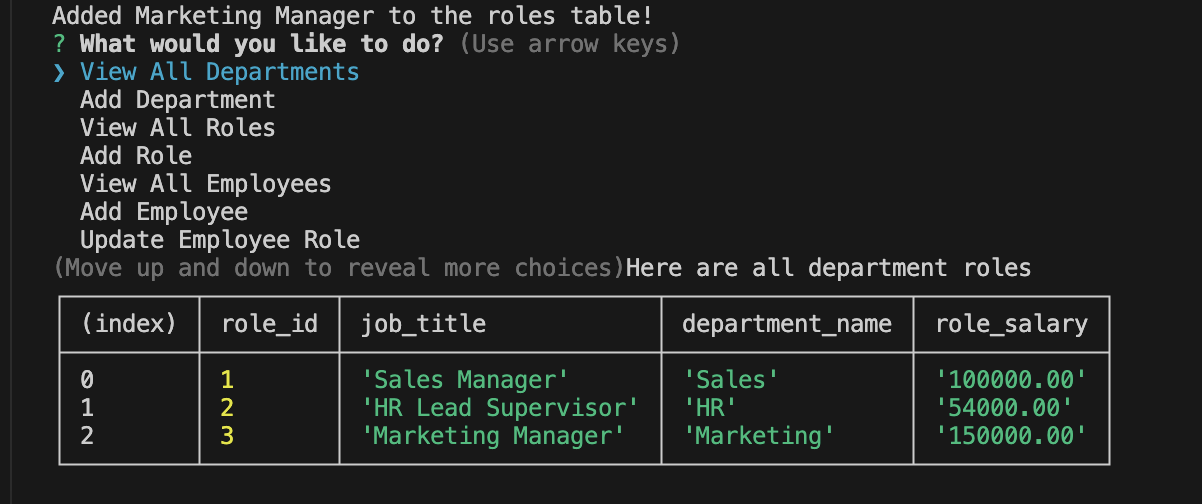 Added Marketing Manager to the roles table!
? What would you like to do? (Use arrow keys)
❯ View All Departments
Add Department
View All Roles
Add Role
View All Employees
Add Employee
Update Employee Role
(Move up and down to reveal more choices)Here are all department roles
(index) role_id job_title department_name role_salary
0 1 'Sales Manager' 'Sales' '100000.00'
1 2 'HR Lead Supervisor' 'HR' '54000.00'
2 3 'Marketing Manager' 'Marketing' '150000.00'